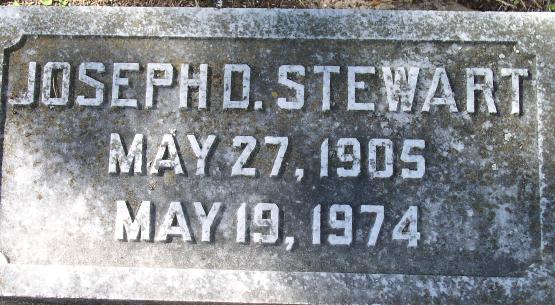 JOSEPH D. STEWART
MAY 27, 1905
MAY 19, 1974